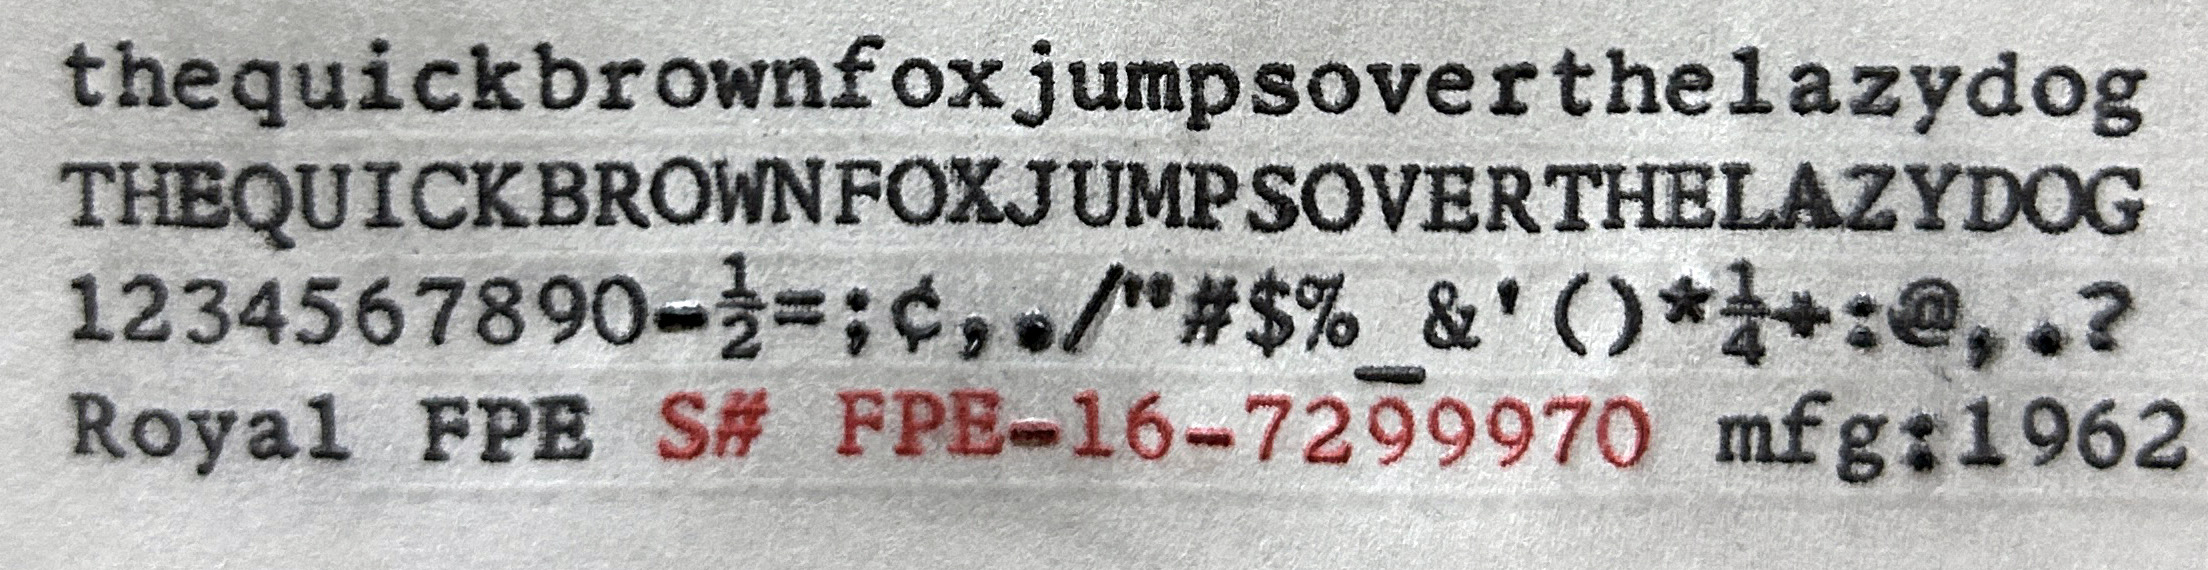 thequickbrownfoxjumpsoverthelazydog
THEQUICKBROWNFOXJUMPSOVERTHELAZYDOG
1234567890-½=;¢,./"#$%_&'()*¼+:@,.?
Royal FPE S# FPE-16-7299970 mfg:1962